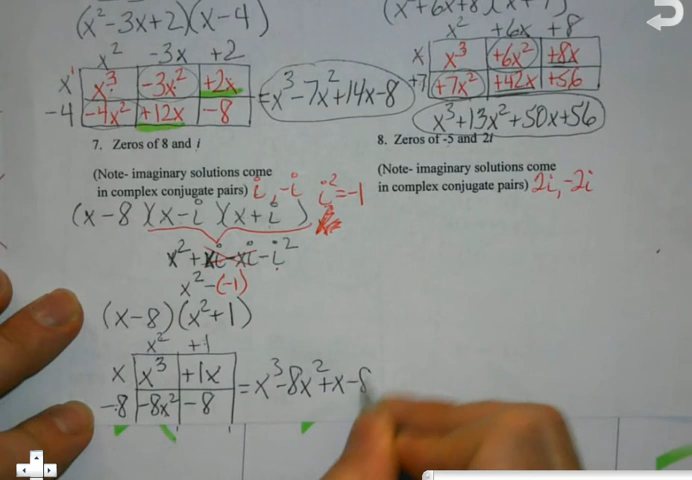 (x²-3x+2)(x-4)
x² -3x +2
x x³ -3x² +2x
-4 -4x² +12x -8
=x³-7x²+14x-8
x² +6x +8
x x³ +6x² +8x
+7 +7x² +42x +56
x³+13x²+50x+56
7. Zeros of 8 and i
(Note- imaginary solutions come
in complex conjugate pairs) i, -i i²=-1
(x-8)(x-i)(x+i)
x²+xi-xi-i²
x²-(-1)
(x-8)(x²+1)
x² +1
x x³ +1x
-8 -8x² -8
=x³-8x²+x-8
8. Zeros of -5 and 2i
(Note- imaginary solutions come
in complex conjugate pairs) 2i, -2i